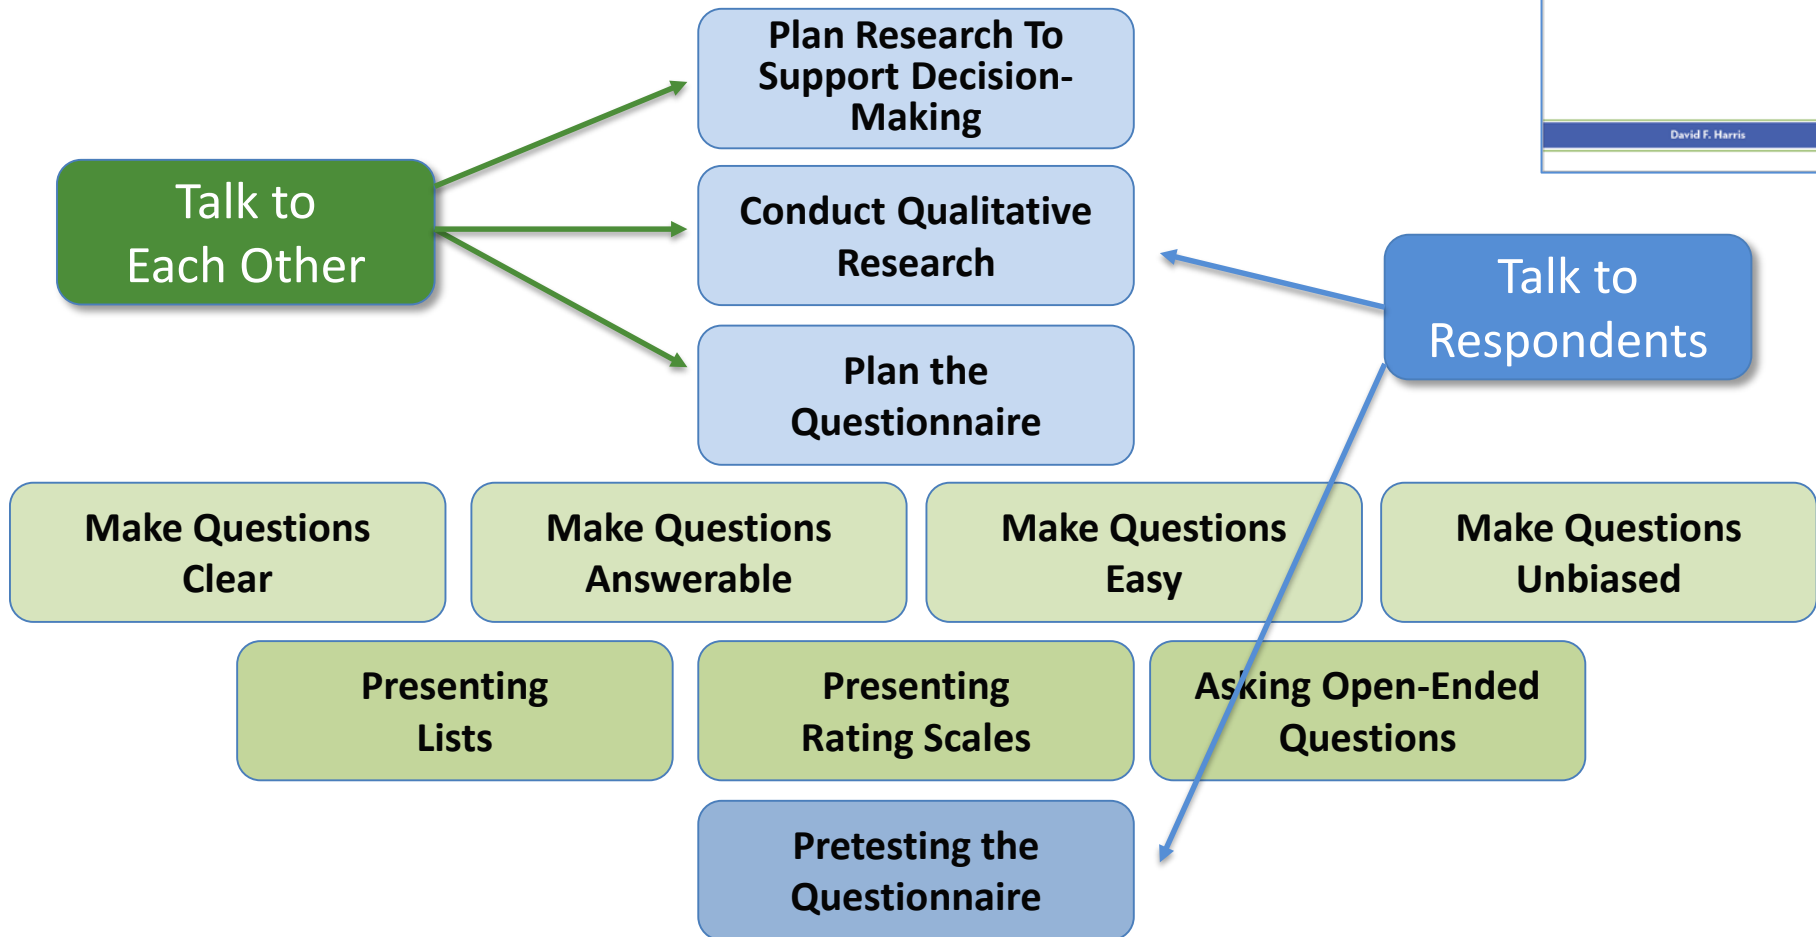 Plan Research To
Support Decision-
Making
David F. Harris
Talk to
Each Other
Conduct Qualitative
Research
Talk to
Respondents
Plan the
Questionnaire
Make Questions
Clear
Make Questions
Answerable
Make Questions
Easy
Make Questions
Unbiased
Presenting
Lists
Presenting
Rating Scales
Asking Open-Ended
Questions
Pretesting the
Questionnaire